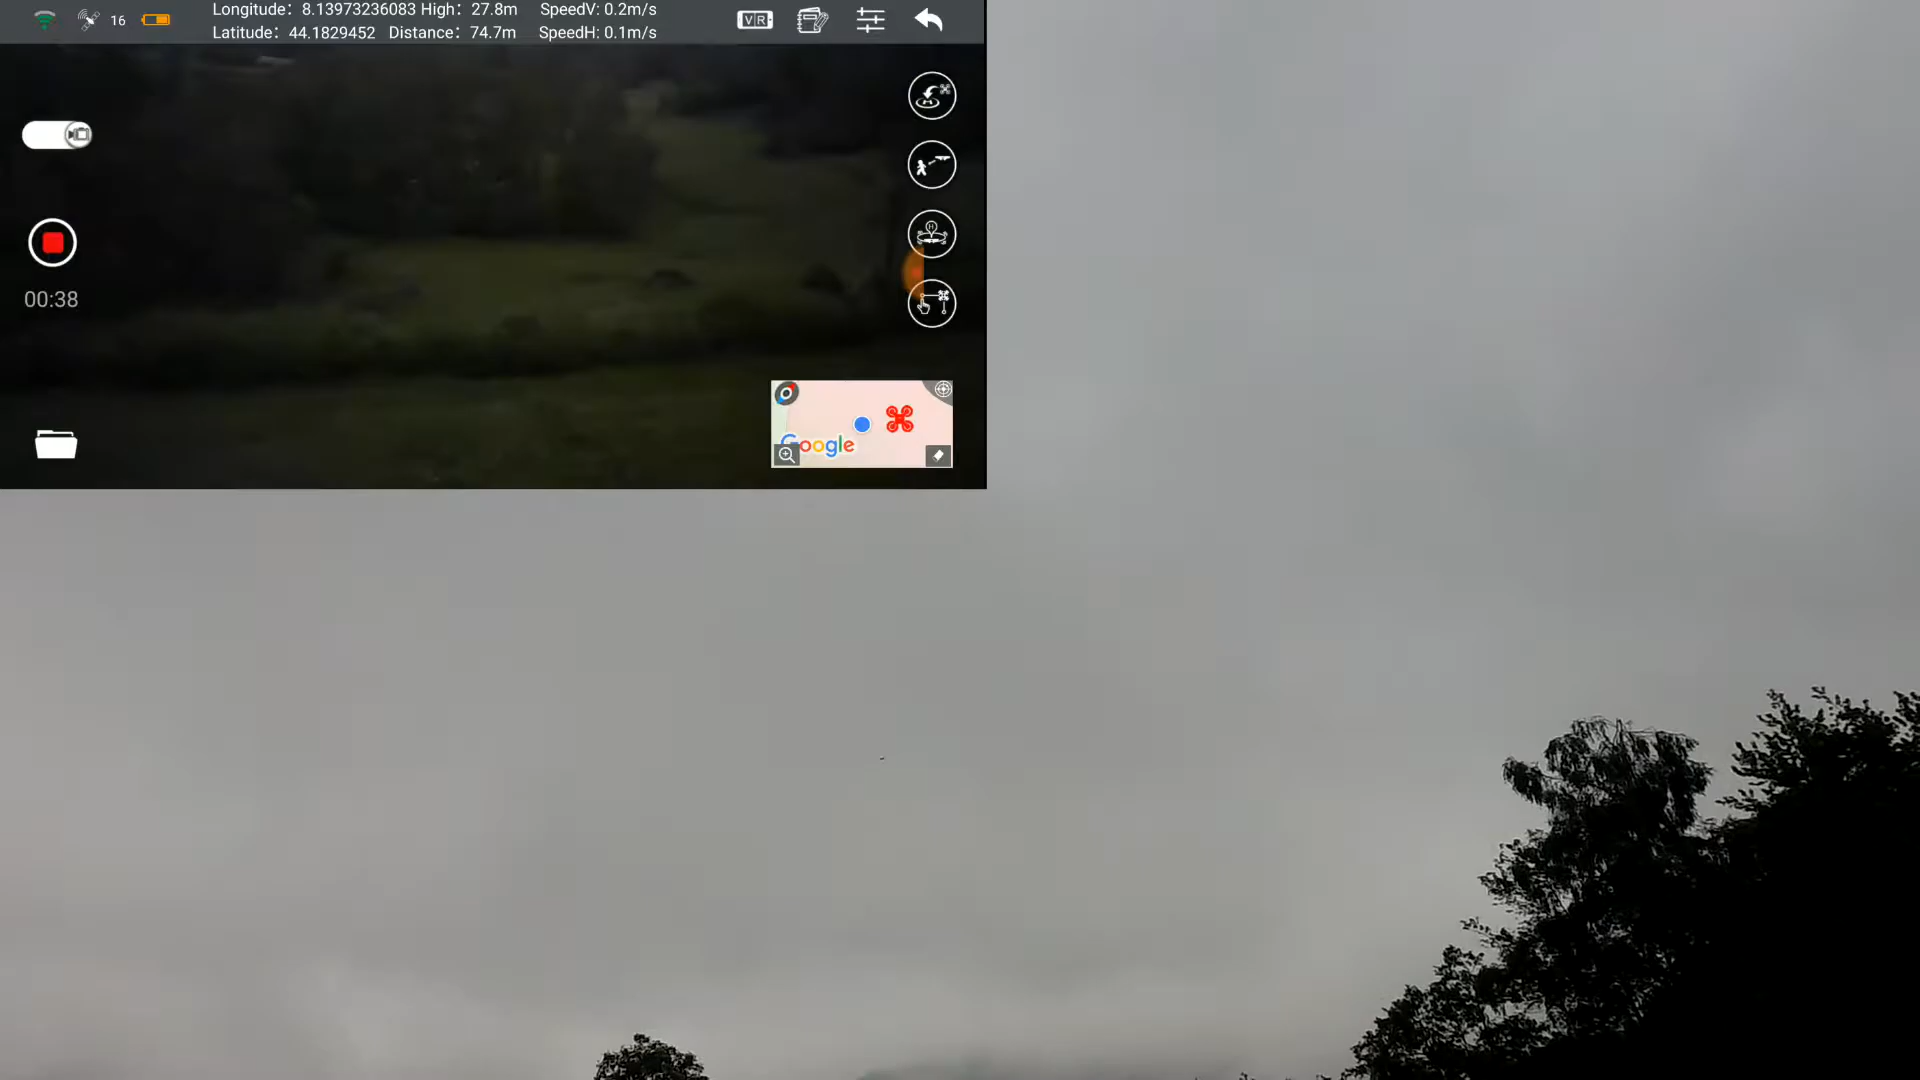 16 Longitude: 8.13973236083 High: 27.8m SpeedV: 0.2m/s VR
Latitude: 44.1829452 Distance: 74.7m SpeedH: 0.1m/s
H
00:38
Google